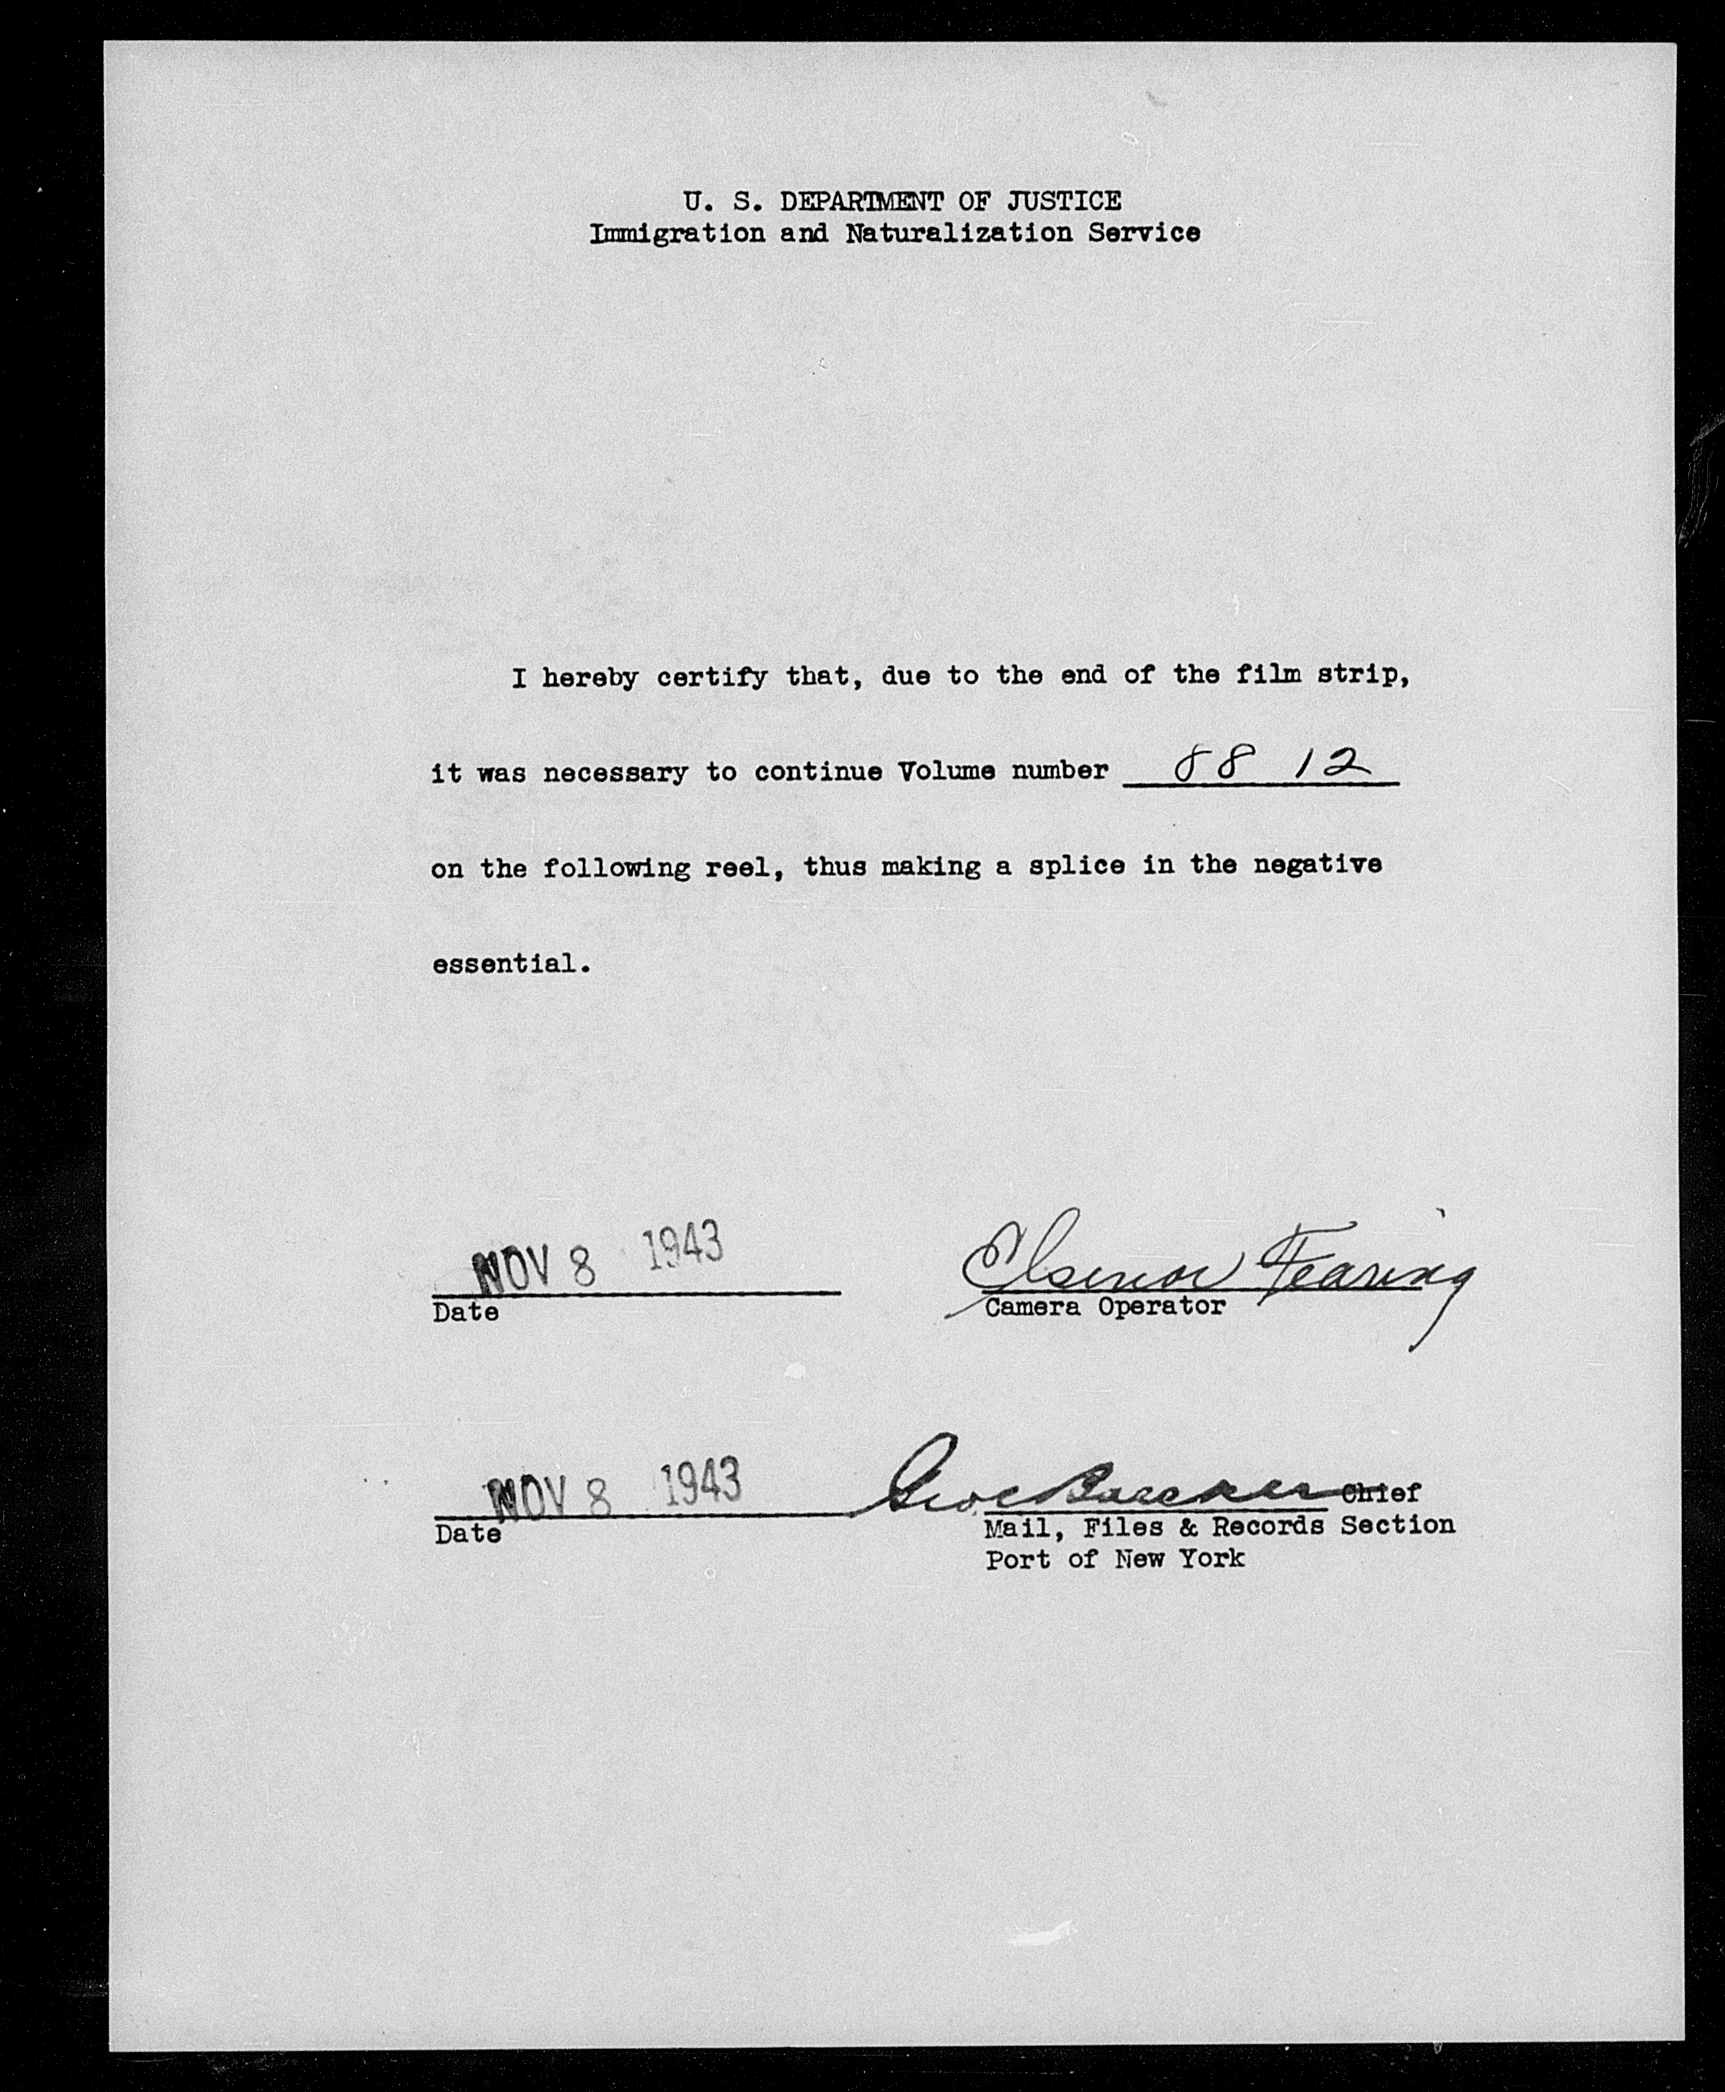 U. S. DEPARTMENT OF JUSTICE
Immigration and Naturalization Service
I hereby certify that, due to the end of the film strip,
it was necessary to continue Volume number 88 12
on the following reel, thus making a splice in the negative
essential.
NOV 8 1943
Date
Fearing
Camera Operator
NOV 8 1943
Date
Chief
Mail, Files & Records Section
Port of New York